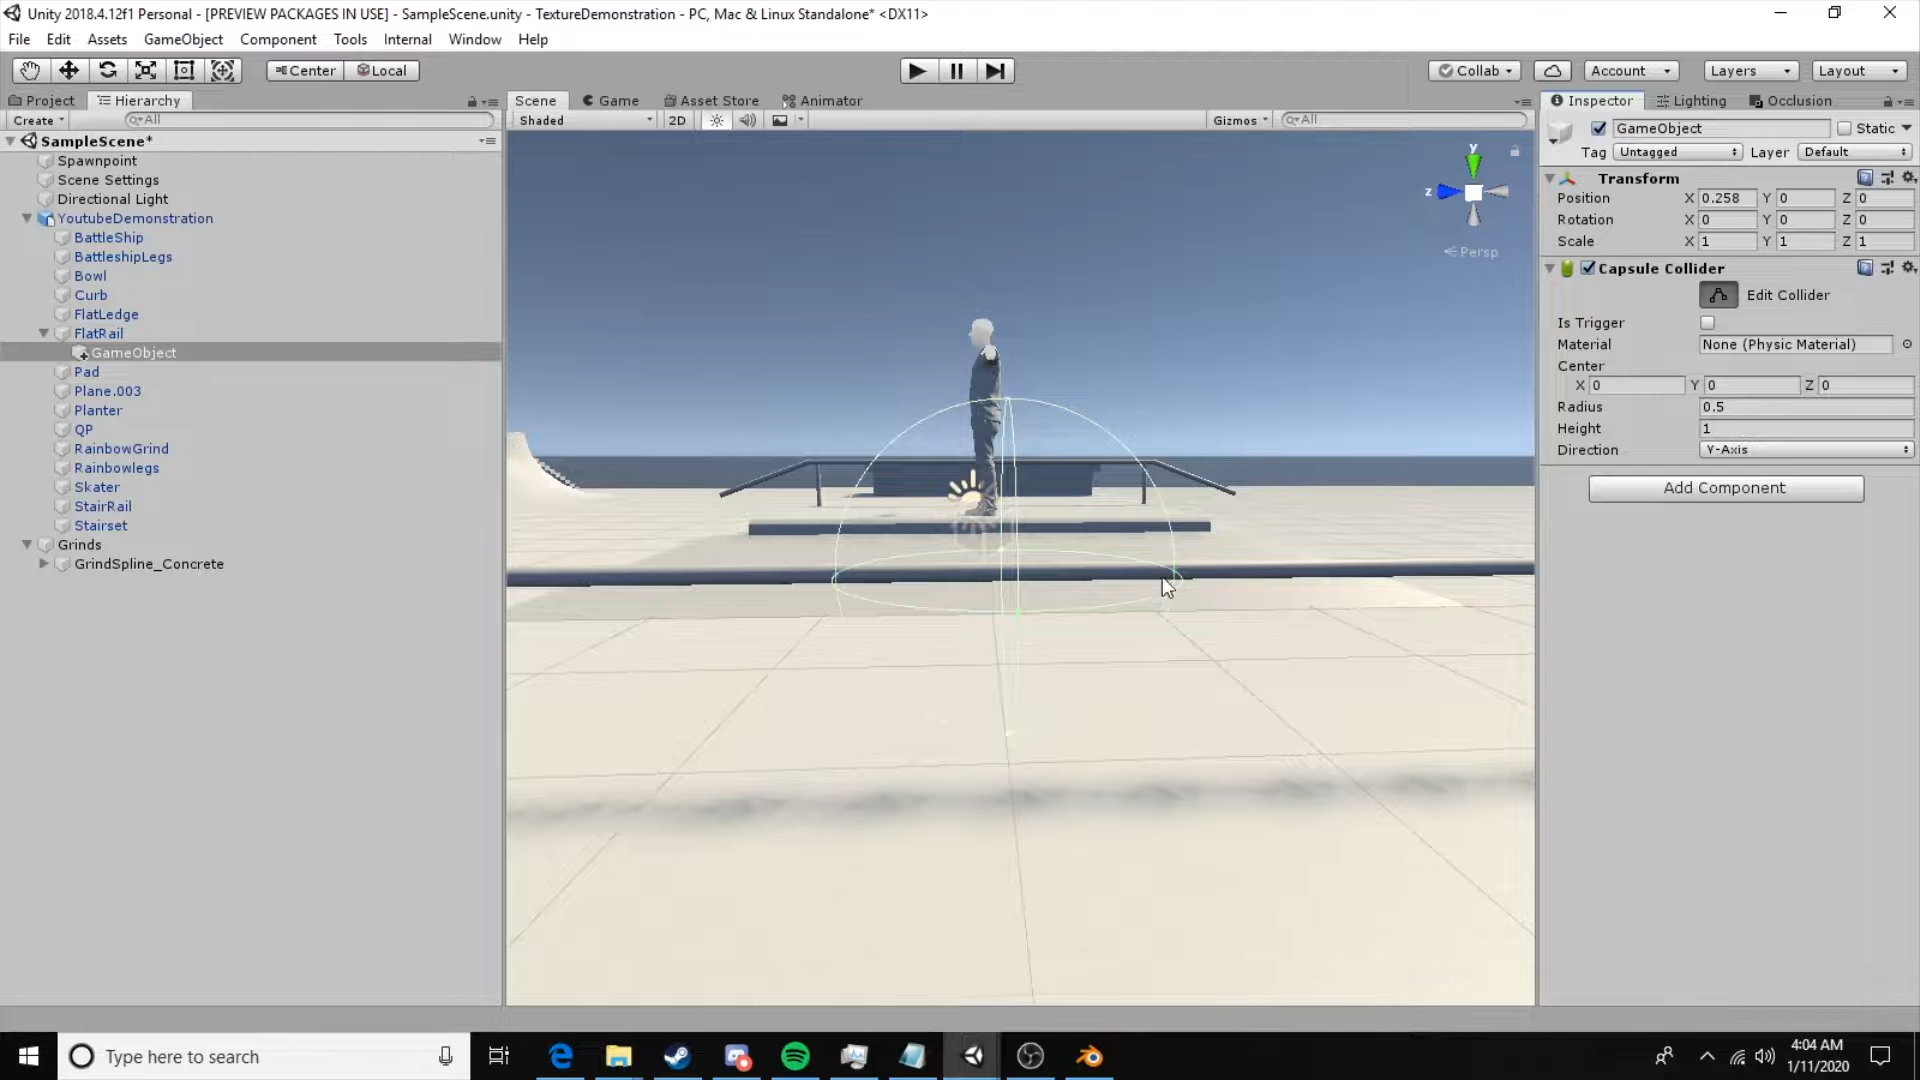 Unity 2018.4.12f1 Personal - [PREVIEW PACKAGES IN USE] - SampleScene.unity - TextureDemonstration - PC, Mac & Linux Standalone* <DX11>
File Edit Assets GameObject Component Tools Internal Window Help
Center Local Collab Account Layers Layout
Project Hierarchy Scene Game Asset Store Animator Inspector Lighting Occlusion
Create All Shaded 2D Gizmos All
GameObject Static
Tag Untagged Layer Default
SampleScene*
Spawnpoint
Scene Settings
Directional Light
YoutubeDemonstration
BattleShip
BattleshipLegs
Bowl
Curb
FlatLedge
FlatRail
GameObject
Pad
Plane.003
Planter
QP
RainbowGrind
Rainbowlegs
Skater
StairRail
Stairset
Grinds
GrindSpline_Concrete
y
z
Persp
Transform
Position X 0.258 Y 0 Z 0
Rotation X 0 Y 0 Z 0
Scale X 1 Y 1 Z 1
Capsule Collider
Edit Collider
Is Trigger
Material None (Physic Material)
Center
X 0 Y 0 Z 0
Radius 0.5
Height 1
Direction Y-Axis
Add Component
Type here to search
4:04 AM
1/11/2020